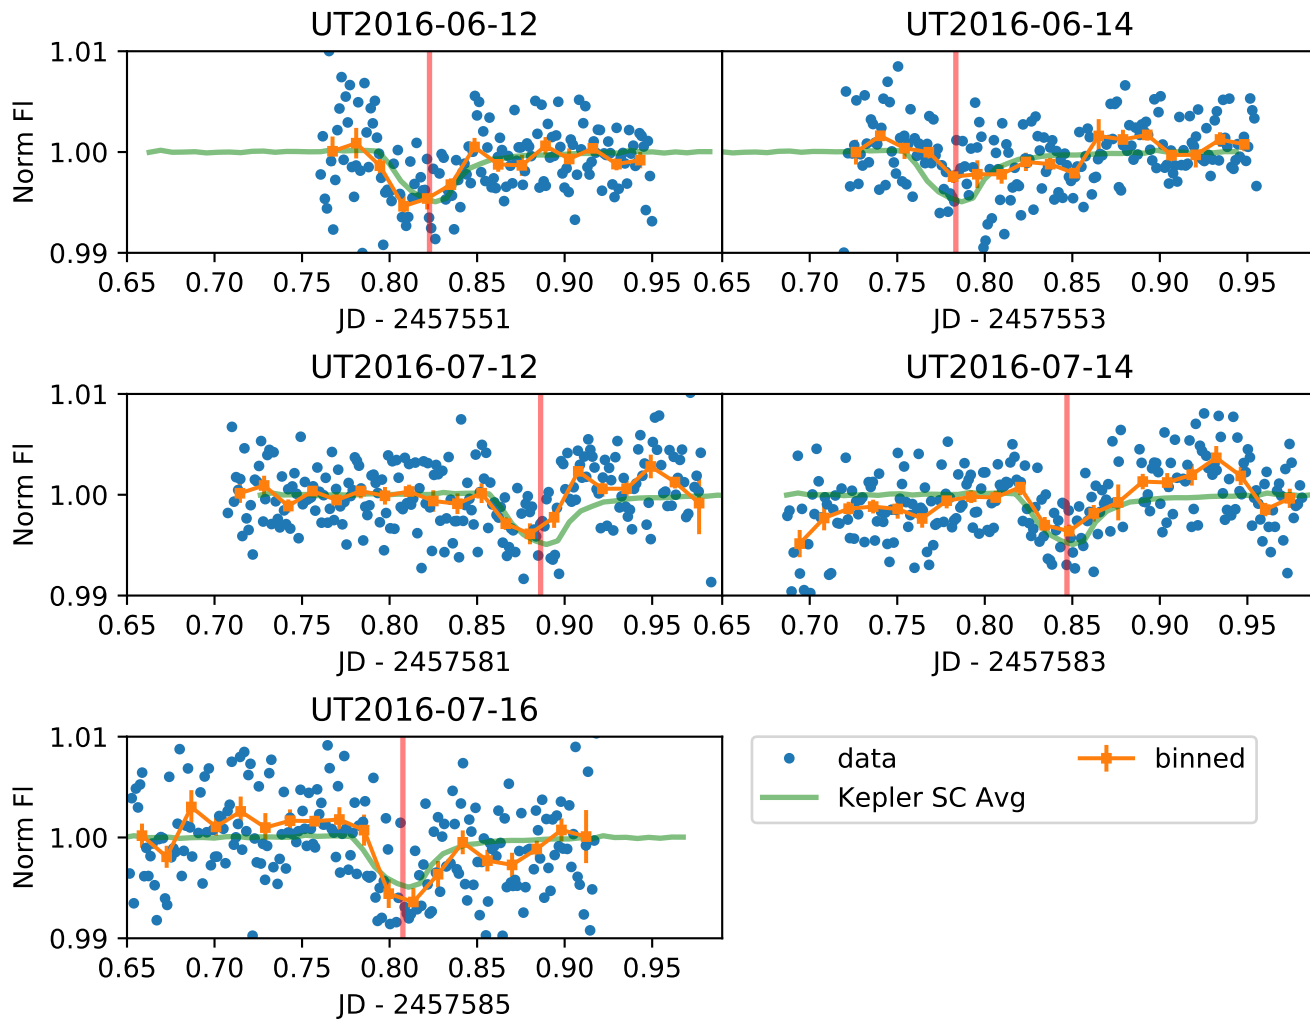 UT2016-06-12
UT2016-06-14
1.01
1.00
0.99
Norm Fl
0.65 0.70 0.75 0.80 0.85 0.90 0.95 0.65 0.70 0.75 0.80 0.85 0.90 0.95
JD - 2457551
JD - 2457553
UT2016-07-12
UT2016-07-14
1.01
1.00
0.99
Norm Fl
0.65 0.70 0.75 0.80 0.85 0.90 0.95 0.65 0.70 0.75 0.80 0.85 0.90 0.95
JD - 2457581
JD - 2457583
UT2016-07-16
1.01
1.00
0.99
Norm Fl
0.65 0.70 0.75 0.80 0.85 0.90 0.95
JD - 2457585
data
binned
Kepler SC Avg